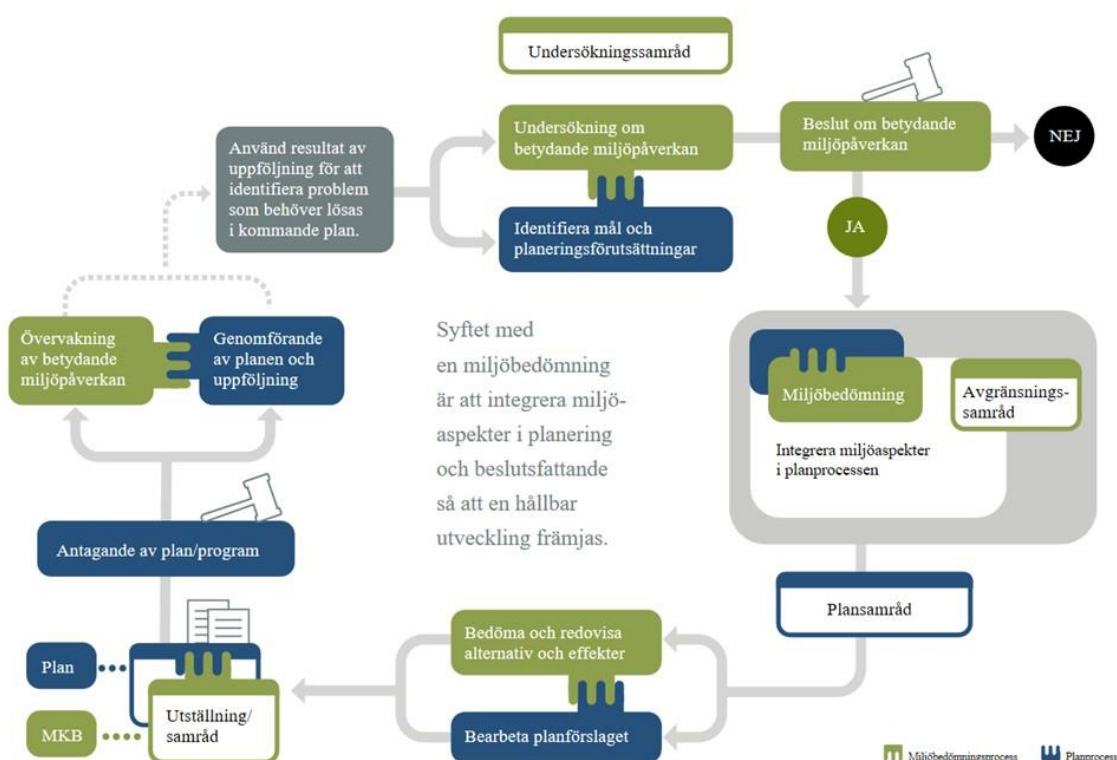 Undersökningssamråd
Använd resultat av
uppföljning för att
identifiera problem
som behöver lösas
i kommande plan.
Undersökning om
betydande miljöpåverkan
Beslut om betydande
miljöpåverkan
NEJ
Identifiera mål och
planeringsförutsättningar
JA
Övervakning
av betydande
miljöpåverkan
Genomförande
av planen och
uppföljning
Syftet med
en miljöbedömning
är att integrera miljö-
aspekter i planering
och beslutsfattande
så att en hållbar
utveckling främjas.
Miljöbedömning
Avgränsnings-
samråd
Integrera miljöaspekter
i planprocessen
Antagande av plan/program
Plansamråd
Bedöma och redovisa
alternativ och effekter
Plan
Utställning/
samråd
MKB
Bearbeta planförslaget
Miljöbedömningsprocess
Planprocess